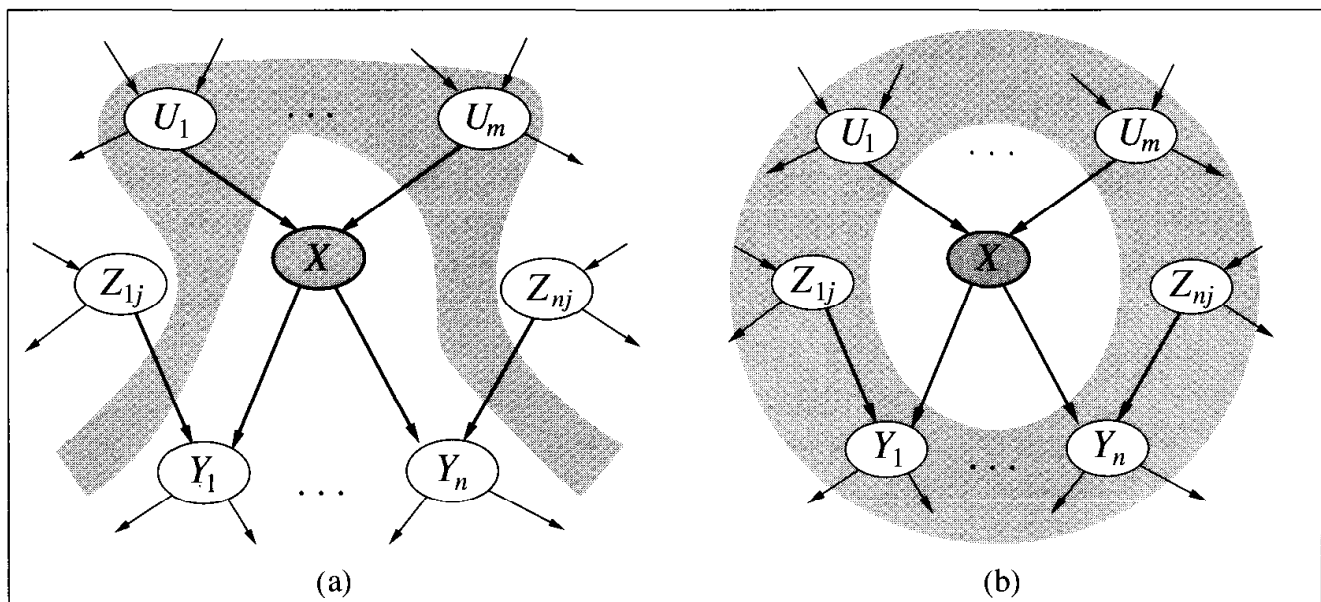 U1 ... Um U1 ... Um
X X
Z1j Znj Z1j Znj
Y1 ... Yn Y1 ... Yn
(a) (b)